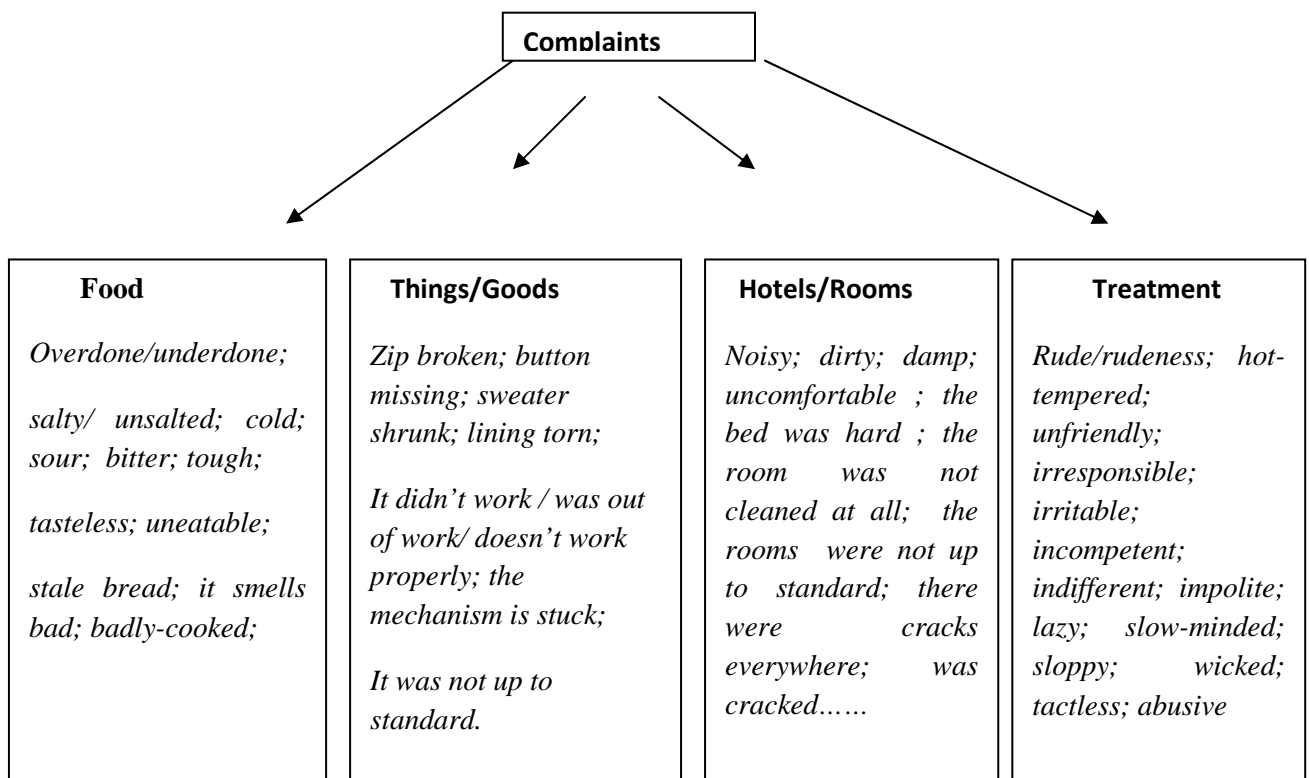 Complaints
Food
Overdone/underdone;
salty/ unsalted; cold;
sour; bitter; tough;
tasteless; uneatable;
stale bread; it smells
bad; badly-cooked;
Things/Goods
Zip broken; button
missing; sweater
shrunk; lining torn;
It didn’t work / was out
of work/ doesn’t work
properly; the
mechanism is stuck;
It was not up to
standard.
Hotels/Rooms
Noisy; dirty; damp;
uncomfortable ; the
bed was hard ; the
room was not
cleaned at all; the
rooms were not up
to standard; there
were cracks
everywhere; was
cracked……
Treatment
Rude/rudeness; hot-
tempered;
unfriendly;
irresponsible;
irritable;
incompetent;
indifferent; impolite;
lazy; slow-minded;
sloppy; wicked;
tactless; abusive